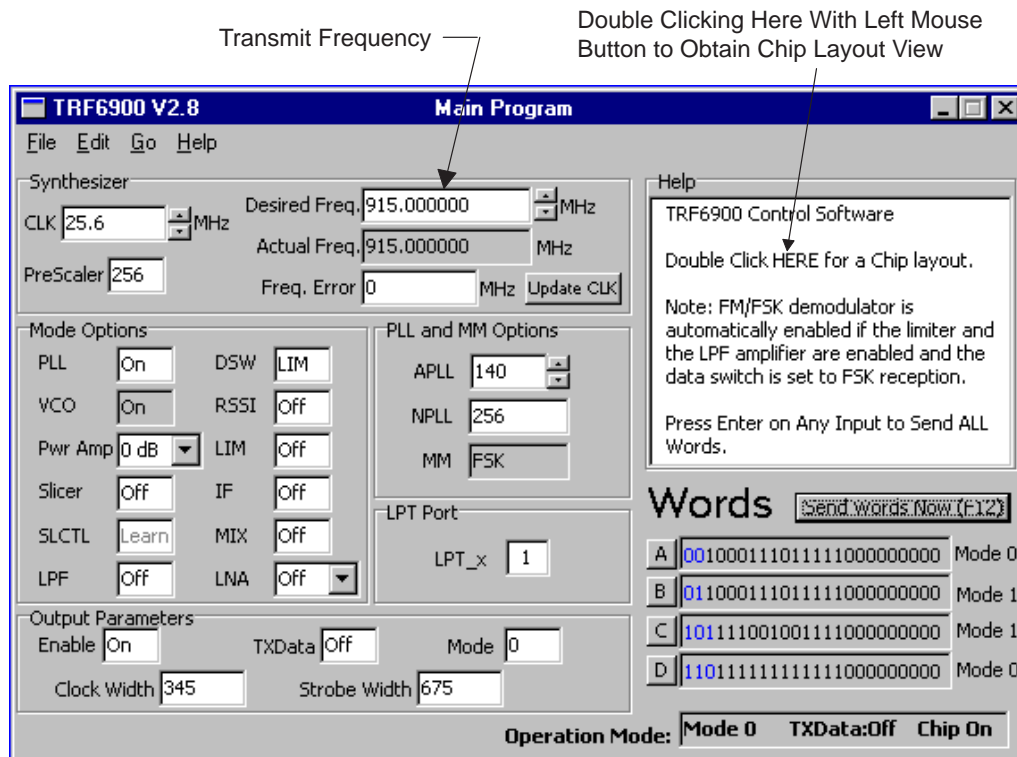 Transmit Frequency
Double Clicking Here With Left Mouse
Button to Obtain Chip Layout View
TRF6900 V2.8 Main Program
File Edit Go Help
Synthesizer
CLK 25.6 MHz
Desired Freq. 915.000000 MHz
Actual Freq. 915.000000 MHz
PreScaler 256
Freq. Error 0 MHz Update CLK
Help
TRF6900 Control Software
Double Click HERE for a Chip layout.
Note: FM/FSK demodulator is
automatically enabled if the limiter and
the LPF amplifier are enabled and the
data switch is set to FSK reception.
Press Enter on Any Input to Send ALL
Words.
Mode Options
PLL On DSW LIM
VCO On RSSI Off
Pwr Amp 0 dB LIM Off
Slicer Off IF Off
SLCTL Learn MIX Off
LPF Off LNA Off
PLL and MM Options
APLL 140
NPLL 256
MM FSK
LPT Port
LPT_x 1
Words Send Words Now (F12)
A 001000111011111000000000 Mode 0
B 011000111011111000000000 Mode 1
C 101111001001111000000000 Mode 1
D 110111111111111000000000 Mode 0
Output Parameters
Enable On TXData Off Mode 0
Clock Width 345 Strobe Width 675
Operation Mode: Mode 0 TXData:Off Chip On